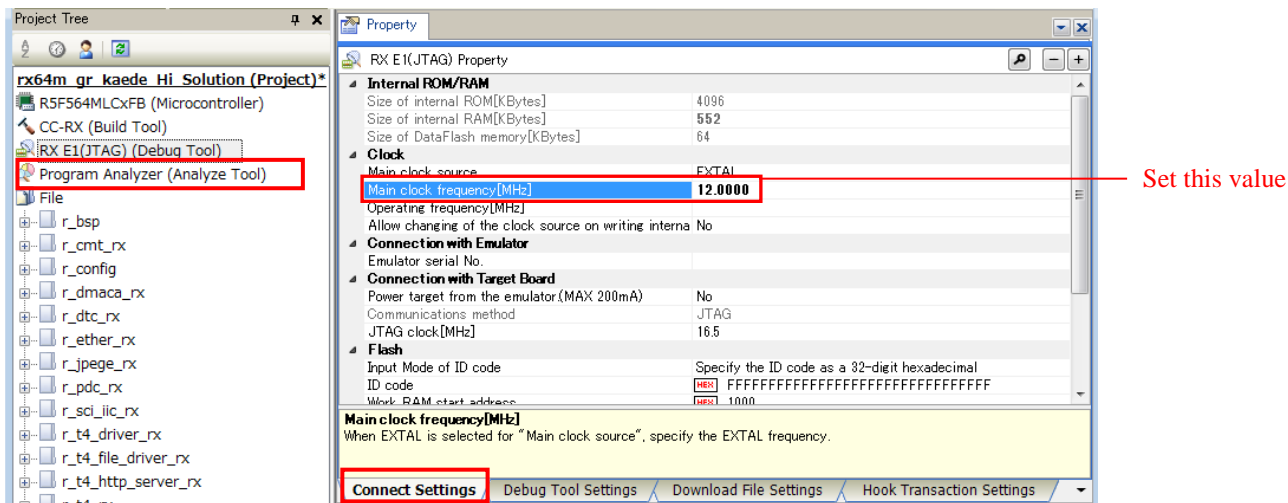 Project Tree
rx64m_gr_kaede_Hi_Solution (Project)*
R5F564MLCxFB (Microcontroller)
CC-RX (Build Tool)
RX E1(JTAG) (Debug Tool)
Program Analyzer (Analyze Tool)
File
r_bsp
r_cmt_rx
r_config
r_dmaca_rx
r_dtc_rx
r_ether_rx
r_jpege_rx
r_pdc_rx
r_sci_iic_rx
r_t4_driver_rx
r_t4_file_driver_rx
r_t4_http_server_rx
Property
RX E1(JTAG) Property
Internal ROM/RAM
Size of internal ROM[KBytes] 4096
Size of internal RAM[KBytes] 552
Size of DataFlash memory[KBytes] 64
Clock
Main clock source EXTAL
Main clock frequency[MHz] 12.0000
Operating frequency[MHz]
Allow changing of the clock source on writing interna No
Connection with Emulator
Emulator serial No.
Connection with Target Board
Power target from the emulator.(MAX 200mA) No
Communications method JTAG
JTAG clock[MHz] 16.5
Flash
Input Mode of ID code Specify the ID code as a 32-digit hexadecimal
ID code HEX FFFFFFFFFFFFFFFFFFFFFFFFFFFFFFFF
Work RAM start address HEX 1000
Main clock frequency[MHz]
When EXTAL is selected for "Main clock source", specify the EXTAL frequency.
Connect Settings Debug Tool Settings Download File Settings Hook Transaction Settings
Set this value